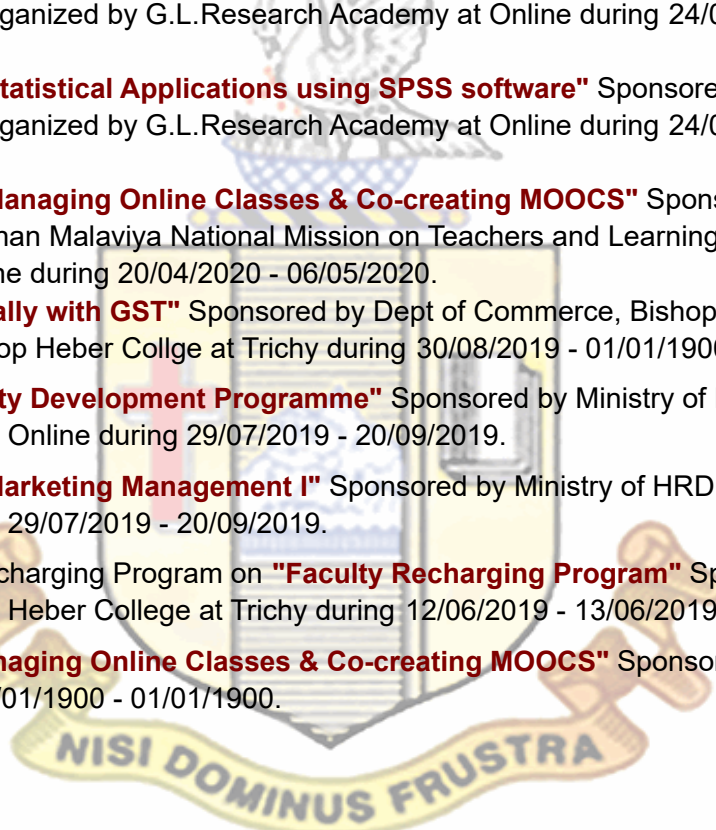 ganized by G.L.Research Academy at Online during 24/0
tatistical Applications using SPSS software" Sponsore
ganized by G.L.Research Academy at Online during 24/0
Managing Online Classes & Co-creating MOOCS" Spons
han Malaviya National Mission on Teachers and Learning
ne during 20/04/2020 - 06/05/2020.
ally with GST" Sponsored by Dept of Commerce, Bishop
op Heber Collge at Trichy during 30/08/2019 - 01/01/1900
ty Development Programme" Sponsored by Ministry of
Online during 29/07/2019 - 20/09/2019.
Marketing Management I" Sponsored by Ministry of HRD
29/07/2019 - 20/09/2019.
charging Program on "Faculty Recharging Program" Sp
Heber College at Trichy during 12/06/2019 - 13/06/2019
naging Online Classes & Co-creating MOOCS" Sponsor
/01/1900 - 01/01/1900.
NISI DOMINUS FRUSTRA